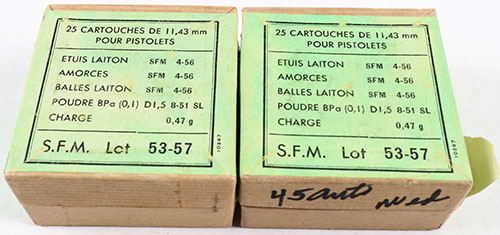 25 CARTOUCHES DE 11,43 mm
POUR PISTOLETS
ETUIS LAITON SFM 4-56
AMORCES SFM 4-56
BALLES LAITON SFM 4-56
POUDRE BPa (0,1) D1,5 8-51 SL
CHARGE 0,47 g
S.F.M. Lot 53-57
10267
25 CARTOUCHES DE 11,43 mm
POUR PISTOLETS
ETUIS LAITON SFM 4-56
AMORCES SFM 4-56
BALLES LAITON SFM 4-56
POUDRE BPa (0,1) D1,5 8-51 SL
CHARGE 0,47 g
S.F.M. Lot 53-57
10267
45 auto